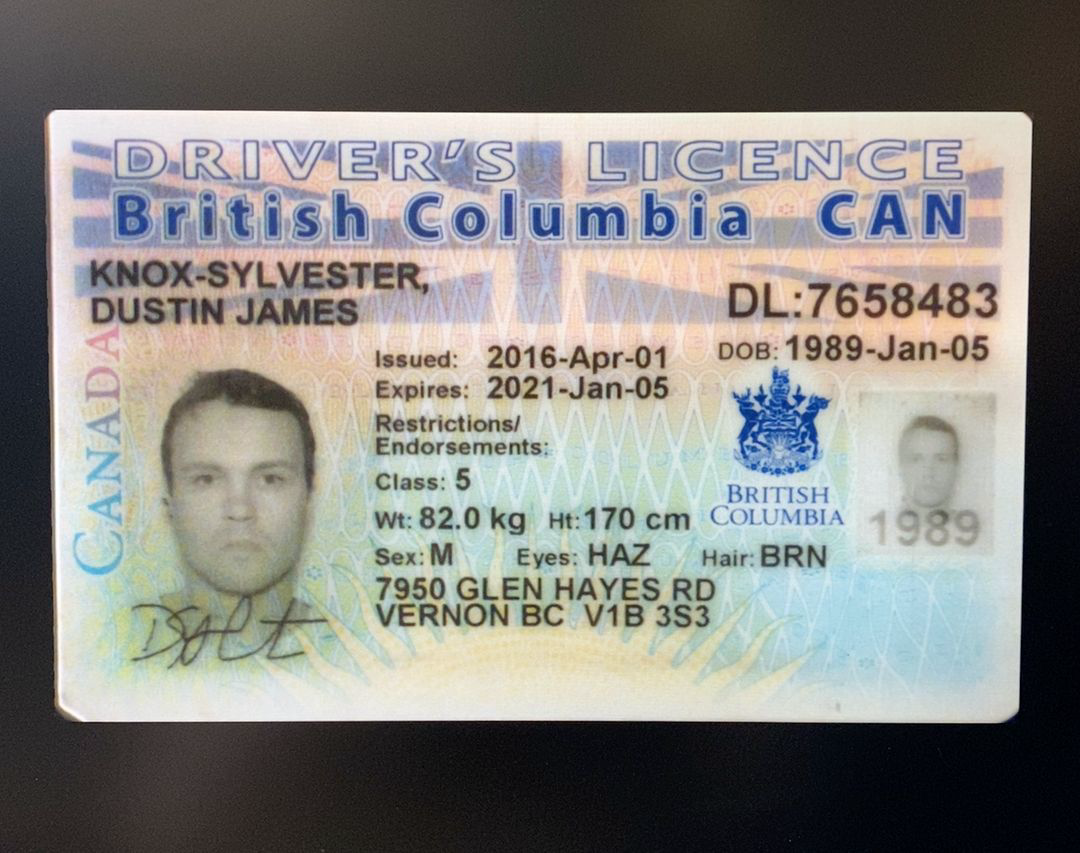 DRIVER'S LICENCE
British Columbia CAN
KNOX-SYLVESTER,
DUSTIN JAMES
DL:7658483
Issued: 2016-Apr-01
DOB: 1989-Jan-05
Expires: 2021-Jan-05
Restrictions/
Endorsements:
Class: 5
Wt: 82.0 kg Ht: 170 cm
Sex: M Eyes: HAZ Hair: BRN
7950 GLEN HAYES RD
VERNON BC V1B 3S3
CANADA
BRITISH
COLUMBIA
1989